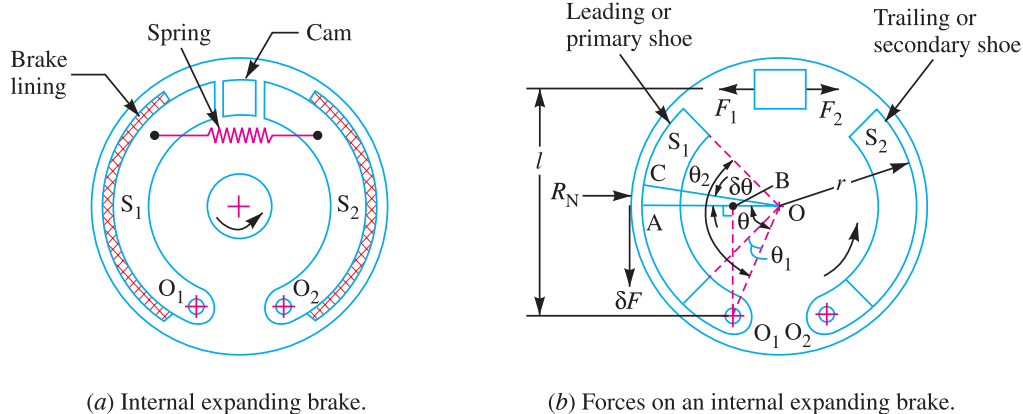 Spring
Cam
Brake
lining
S₁
S₂
O₁
O₂
(a) Internal expanding brake.
Leading or
primary shoe
Trailing or
secondary shoe
F₁
F₂
S₁
S₂
l
θ₂
δθ
C
B
r
R_N
A
θ
O
θ₁
δF
O₁
O₂
(b) Forces on an internal expanding brake.